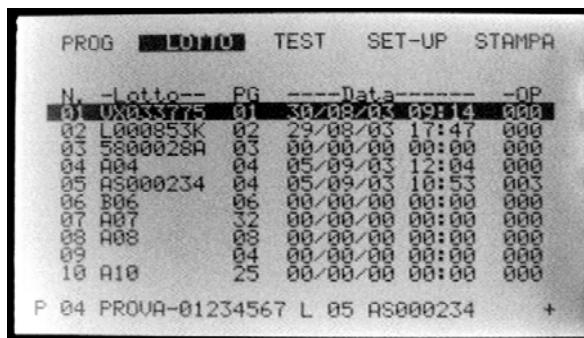 PROG LOTTO TEST SET-UP STAMPA
N. -Lotto-- PG ----Data------ -OP
01 VX033775 01 30/08/03 09:14 000
02 L000853K 02 29/08/03 17:47 000
03 5800028A 03 00/00/00 00:00 000
04 A04 04 05/09/03 12:04 000
05 AS000234 04 05/09/03 10:53 003
06 B06 06 00/00/00 00:00 000
07 A07 32 00/00/00 00:00 000
08 A08 08 00/00/00 00:00 000
09 04 00/00/00 00:00 000
10 A10 25 00/00/00 00:00 000
P 04 PROVA-01234567 L 05 AS000234 +